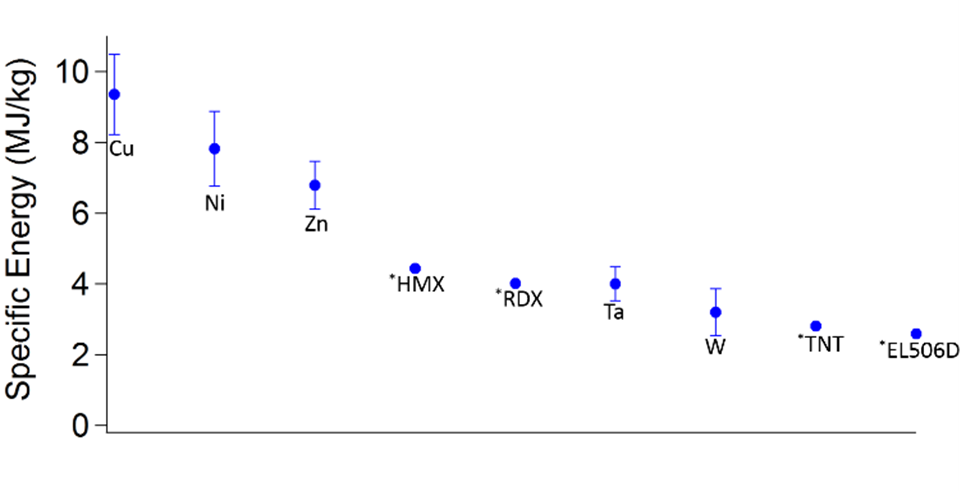 Specific Energy (MJ/kg)
10
8
6
4
2
0
Cu
Ni
Zn
*HMX
*RDX
Ta
W
*TNT
*EL506D